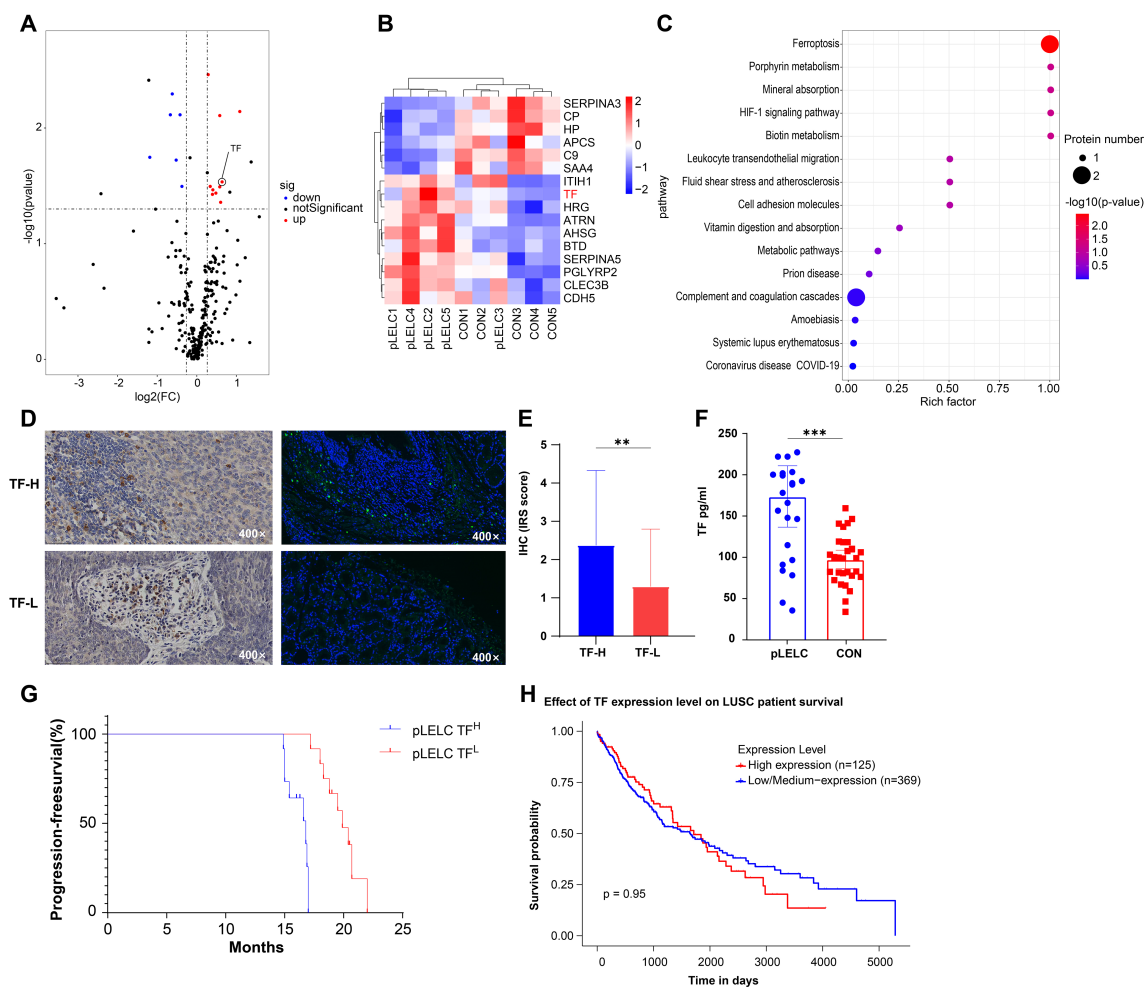 A
2
1
0
-log10(pvalue)
-3
-2
-1
0
1
log2(FC)
TF
sig
down
notSignificant
up
B
SERPINA3
CP
HP
APCS
C9
SAA4
ITIH1
TF
HRG
ATRN
AHSG
BTD
SERPINA5
PGLYRP2
CLEC3B
CDH5
pLELC1
pLELC4
pLELC2
pLELC5
CON1
CON2
pLELC3
CON3
CON4
CON5
2
1
0
−1
−2
C
pathway
Ferroptosis
Porphyrin metabolism
Mineral absorption
HIF-1 signaling pathway
Biotin metabolism
Leukocyte transendothelial migration
Fluid shear stress and atherosclerosis
Cell adhesion molecules
Vitamin digestion and absorption
Metabolic pathways
Prion disease
Complement and coagulation cascades
Amoebiasis
Systemic lupus erythematosus
Coronavirus disease COVID-19
0.00
0.25
0.50
0.75
1.00
Rich factor
Protein number
1
2
-log10(p-value)
2.0
1.5
1.0
0.5
D
TF-H
400×
400×
TF-L
400×
400×
E
IHC (IRS score)
5
4
3
2
1
0
**
TF-H
TF-L
F
TF pg/ml
250
200
150
100
50
0
***
pLELC
CON
G
Progression-freesurvial(%)
100
50
0
0
5
10
15
20
25
Months
pLELC TFH
pLELC TFL
H
Effect of TF expression level on LUSC patient survival
Survival probability
1.00
0.75
0.50
0.25
0.00
Expression Level
High expression (n=125)
Low/Medium−expression (n=369)
p = 0.95
0
1000
2000
3000
4000
5000
Time in days